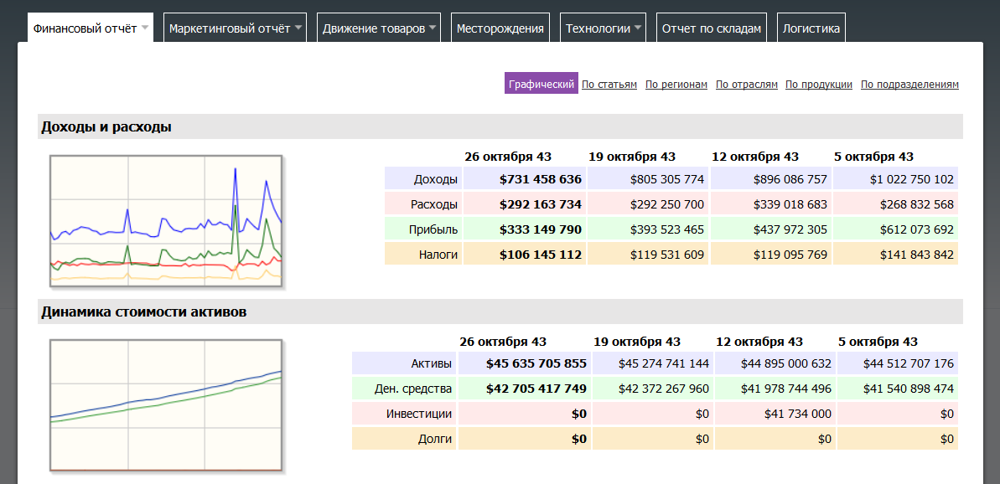 Финансовый отчёт Маркетинговый отчёт Движение товаров Месторождения Технологии Отчет по складам Логистика
Графический По статьям По регионам По отраслям По продукции По подразделениям
Доходы и расходы
26 октября 43 19 октября 43 12 октября 43 5 октября 43
Доходы $731 458 636 $805 305 774 $896 086 757 $1 022 750 102
Расходы $292 163 734 $292 250 700 $339 018 683 $268 832 568
Прибыль $333 149 790 $393 523 465 $437 972 305 $612 073 692
Налоги $106 145 112 $119 531 609 $119 095 769 $141 843 842
Динамика стоимости активов
26 октября 43 19 октября 43 12 октября 43 5 октября 43
Активы $45 635 705 855 $45 274 741 144 $44 895 000 632 $44 512 707 176
Ден. средства $42 705 417 749 $42 372 267 960 $41 978 744 496 $41 540 898 474
Инвестиции $0 $0 $41 734 000 $0
Долги $0 $0 $0 $0